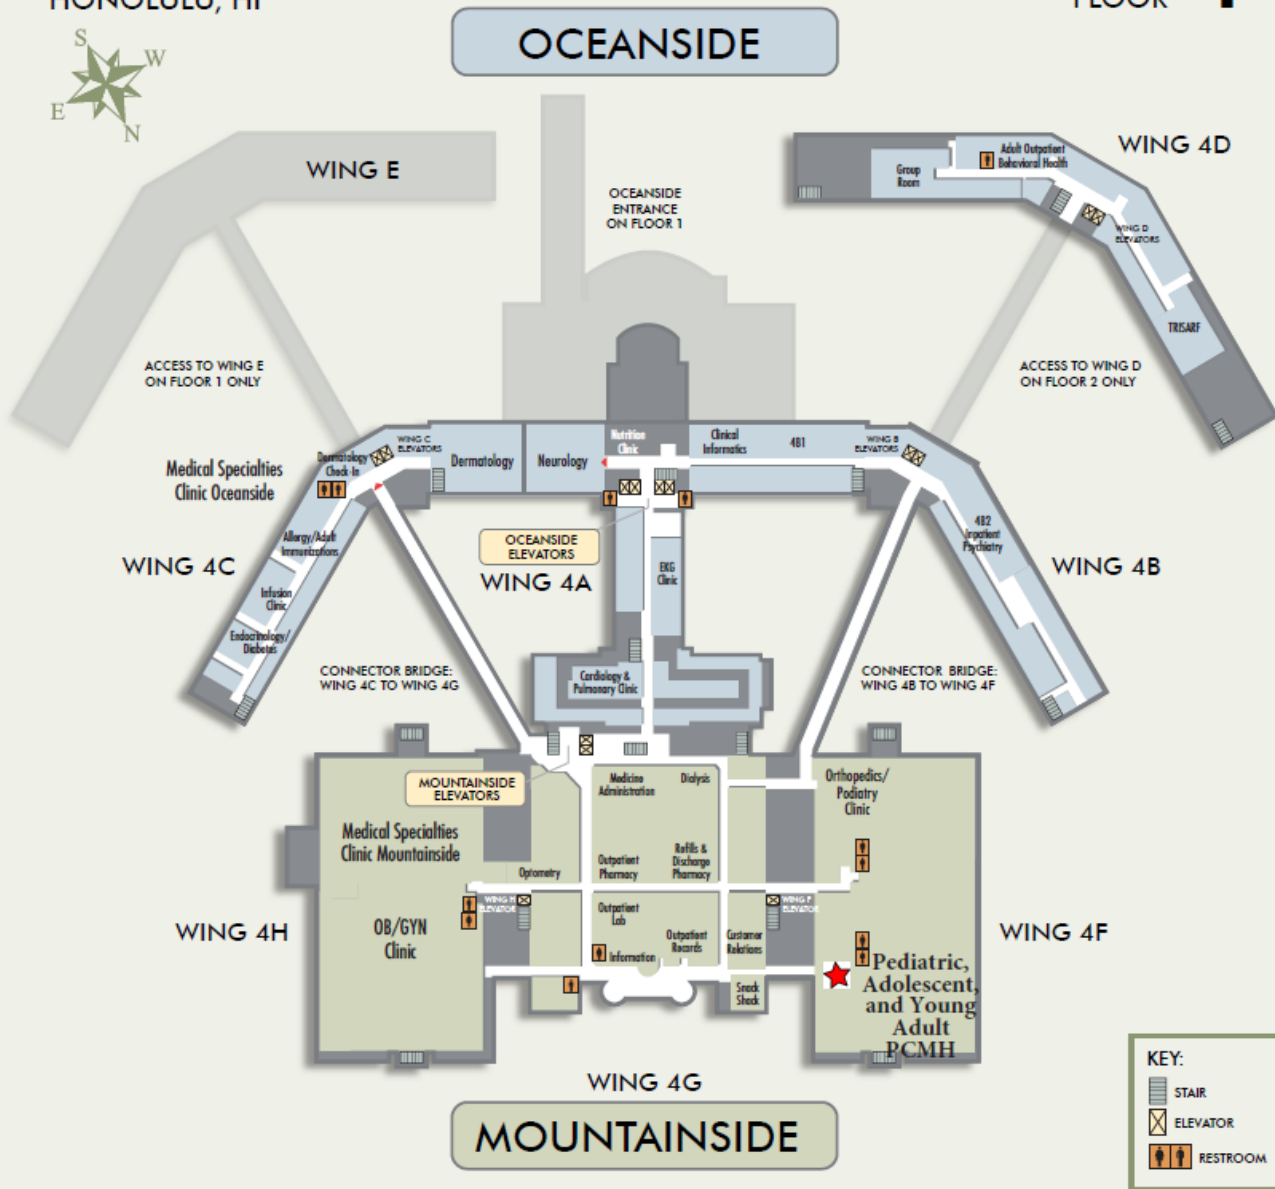 HONOLULU, HI
FLOOR
OCEANSIDE
S
W
E
N
WING E
OCEANSIDE
ENTRANCE
ON FLOOR 1
WING 4D
Adult Outpatient
Behavioral Health
Group
Room
WING D
ELEVATORS
TRISARF
ACCESS TO WING E
ON FLOOR 1 ONLY
ACCESS TO WING D
ON FLOOR 2 ONLY
Medical Specialties
Clinic Oceanside
Dermatology
Check-In
WING C
ELEVATORS
Dermatology
Neurology
Nutrition
Clinic
Clinical
Informatics
4B1
WING B
ELEVATORS
Allergy/Adult
Immunizations
Infusion
Clinic
Endocrinology/
Diabetes
WING 4C
OCEANSIDE
ELEVATORS
WING 4A
EKG
Clinic
4B2
Inpatient
Psychiatry
WING 4B
CONNECTOR BRIDGE:
WING 4C TO WING 4G
Cardiology &
Pulmonary Clinic
CONNECTOR BRIDGE:
WING 4B TO WING 4F
MOUNTAINSIDE
ELEVATORS
Medicine
Administration
Dialysis
Orthopedics/
Podiatry
Clinic
Medical Specialties
Clinic Mountainside
Optometry
Outpatient
Pharmacy
Refills &
Discharge
Pharmacy
WING H
ELEVATOR
WING F
ELEVATOR
WING 4H
OB/GYN
Clinic
Outpatient
Lab
Information
Outpatient
Records
Customer
Relations
Snack
Shack
WING 4F
Pediatric,
Adolescent,
and Young
Adult
PCMH
WING 4G
MOUNTAINSIDE
KEY:
STAIR
ELEVATOR
RESTROOM